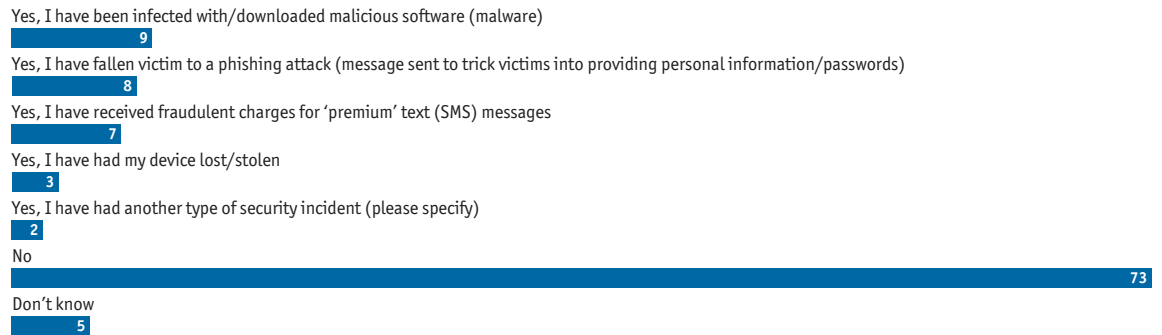 Yes, I have been infected with/downloaded malicious software (malware)
9
Yes, I have fallen victim to a phishing attack (message sent to trick victims into providing personal information/passwords)
8
Yes, I have received fraudulent charges for ‘premium’ text (SMS) messages
7
Yes, I have had my device lost/stolen
3
Yes, I have had another type of security incident (please specify)
2
No
73
Don’t know
5